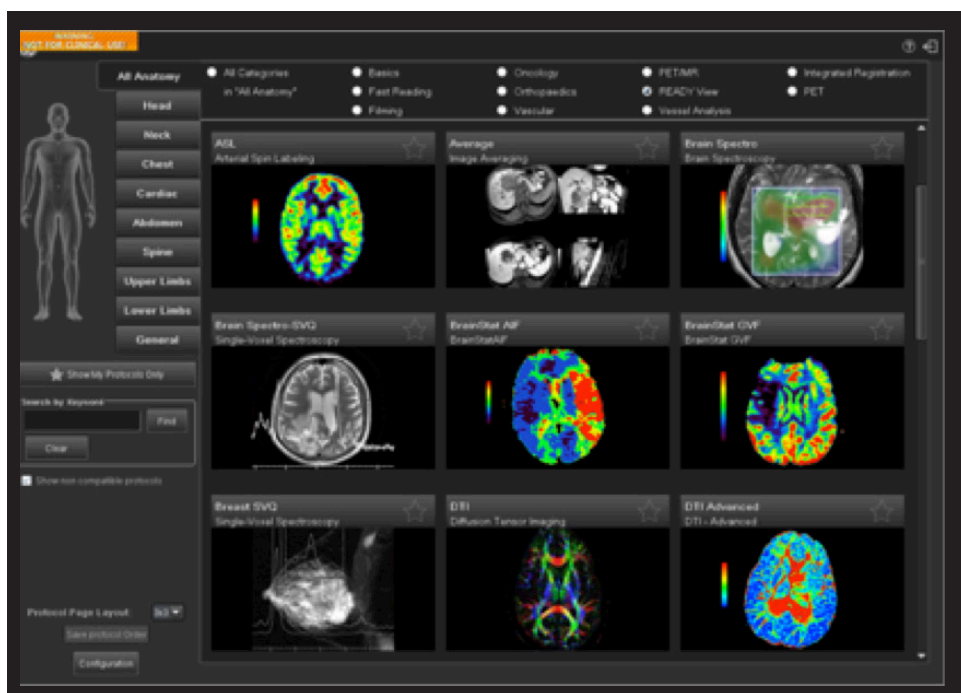 WARNING
NOT FOR CLINICAL USE!
All Anatomy
Head
Neck
Chest
Cardiac
Abdomen
Spine
Upper Limbs
Lower Limbs
General
Show My Protocols Only
Search by Keyword
Find
Clear
Show non compatible protocols
Protocol Page Layout: 3x3
Save protocol Order
Configuration
All Categories
in "All Anatomy"
Basics
Fast Reading
Filming
Oncology
Orthopaedics
Vascular
PET/MR
READY View
Vessel Analysis
Integrated Registration
PET
ASL
Arterial Spin Labeling
Average
Image Averaging
Brain Spectro
Brain Spectroscopy
Brain Spectro-SVQ
Single-Voxel Spectroscopy
BrainStat AIF
BrainStatAIF
BrainStat GVF
BrainStat GVF
Breast SVQ
Single-Voxel Spectroscopy
DTI
Diffusion Tensor Imaging
DTI Advanced
DTI - Advanced